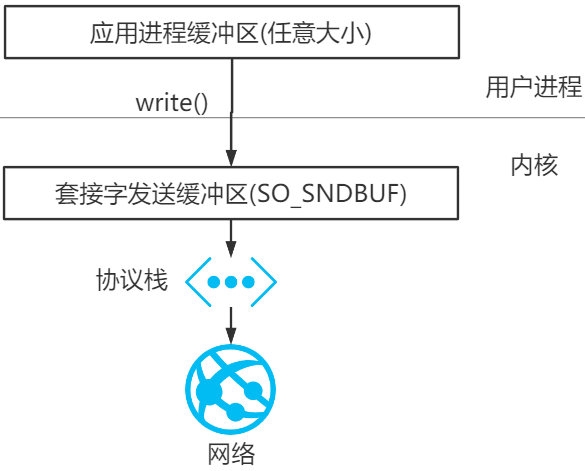 应用进程缓冲区(任意大小)
用户进程
write()
内核
套接字发送缓冲区(SO_SNDBUF)
协议栈
网络